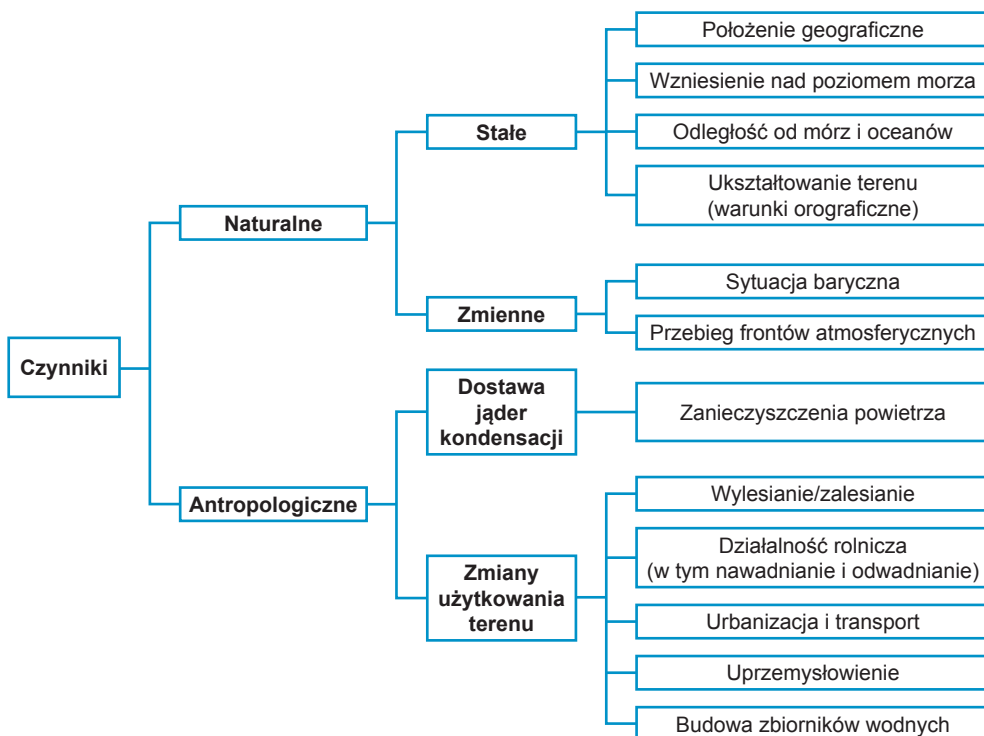 Czynniki
Naturalne
Stałe
Położenie geograficzne
Wzniesienie nad poziomem morza
Odległość od mórz i oceanów
Ukształtowanie terenu
(warunki orograficzne)
Zmienne
Sytuacja baryczna
Przebieg frontów atmosferycznych
Antropologiczne
Dostawa
jąder
kondensacji
Zanieczyszczenia powietrza
Zmiany
użytkowania
terenu
Wylesianie/zalesianie
Działalność rolnicza
(w tym nawadnianie i odwadnianie)
Urbanizacja i transport
Uprzemysłowienie
Budowa zbiorników wodnych